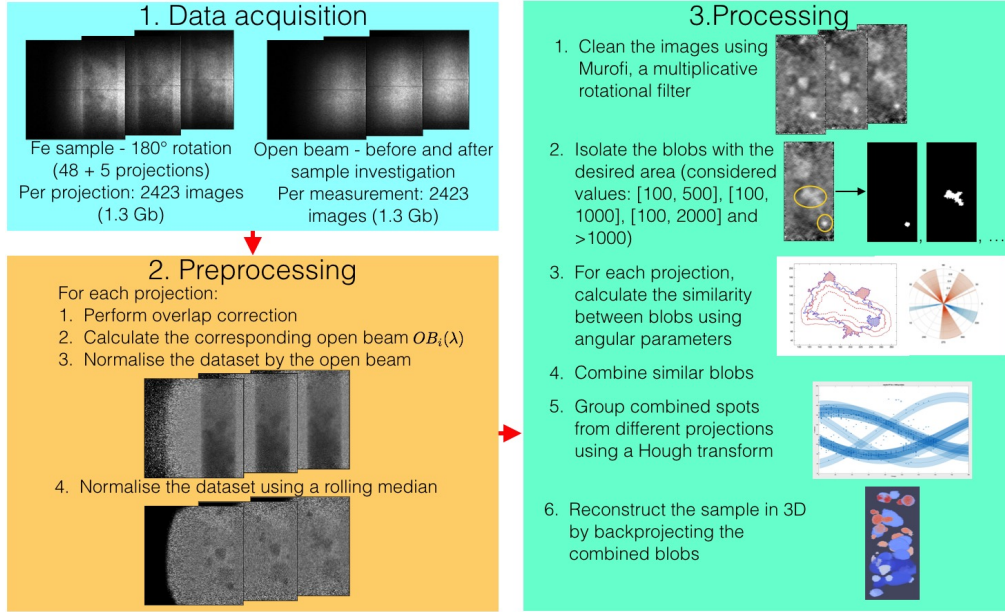 1. Data acquisition
Fe sample - 180° rotation
(48 + 5 projections)
Per projection: 2423 images
(1.3 Gb)
Open beam - before and after
sample investigation
Per measurement: 2423
images (1.3 Gb)
2. Preprocessing
For each projection:
1. Perform overlap correction
2. Calculate the corresponding open beam OBᵢ(λ)
3. Normalise the dataset by the open beam
4. Normalise the dataset using a rolling median
3.Processing
1. Clean the images using
Murofi, a multiplicative
rotational filter
2. Isolate the blobs with the
desired area (considered
values: [100, 500], [100,
1000], [100, 2000] and
>1000)
, , ...
3. For each projection,
calculate the similarity
between blobs using
angular parameters
4. Combine similar blobs
5. Group combined spots
from different projections
using a Hough transform
6. Reconstruct the sample in 3D
by backprojecting the
combined blobs